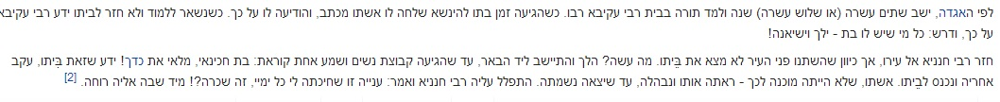 לפי האגדה, ישב שתים עשרה (או שלוש עשרה) שנה ולמד תורה בבית רבי עקיבא רבו. כשהגיעה זמן בתו להינשא שלחה לו אשתו מכתב, והודיעה לו על כך. כשנשאר ללמוד ולא חזר לביתו ידע רבי עקיבא
על כך, ודרש: כל מי שיש לו בת - ילך וישיאנה!
חזר רבי חנניא אל עירו, אך כיוון שהשתנו פני העיר לא מצא את ביתו. מה עשה? הלך והתיישב ליד הבאר, עד שהגיעה קבוצת נשים ושמע אחת קוראת: בת חכינאי, מלאי את כדך! ידע שזאת בִּיתו, עקב
אחריה ונכנס לבֵיתו. אשתו, שלא הייתה מוכנה לכך - ראתה אותו ונבהלה, עד שיצאה נשמתה. התפלל עליה רבי חנניא ואמר: ענייה זו שחיכתה לי כל ימיי, זה שכרה?! מיד שבה אליה רוחה. [2]